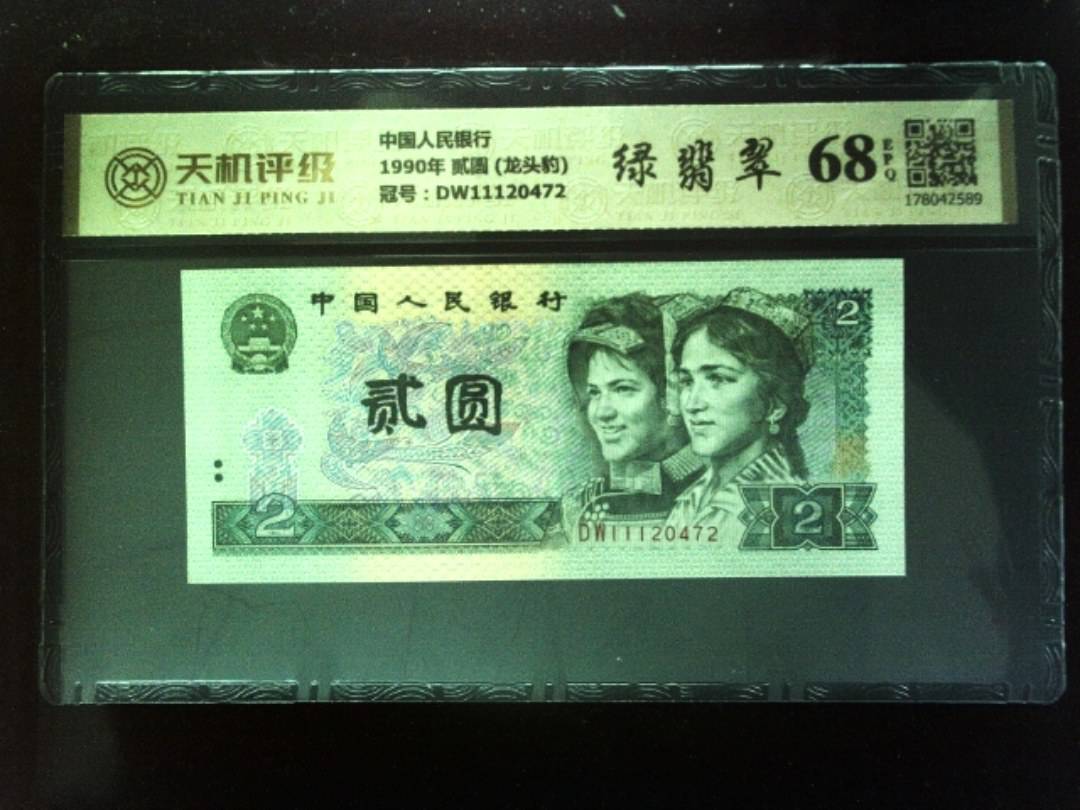 天机评级
TIAN JI PING JI
中国人民银行
1990年 贰圆 (龙头豹)
冠号：DW11120472
绿翡翠
68
EPQ
178042589
中国人民银行
贰圆
2
2
DW11120472
2